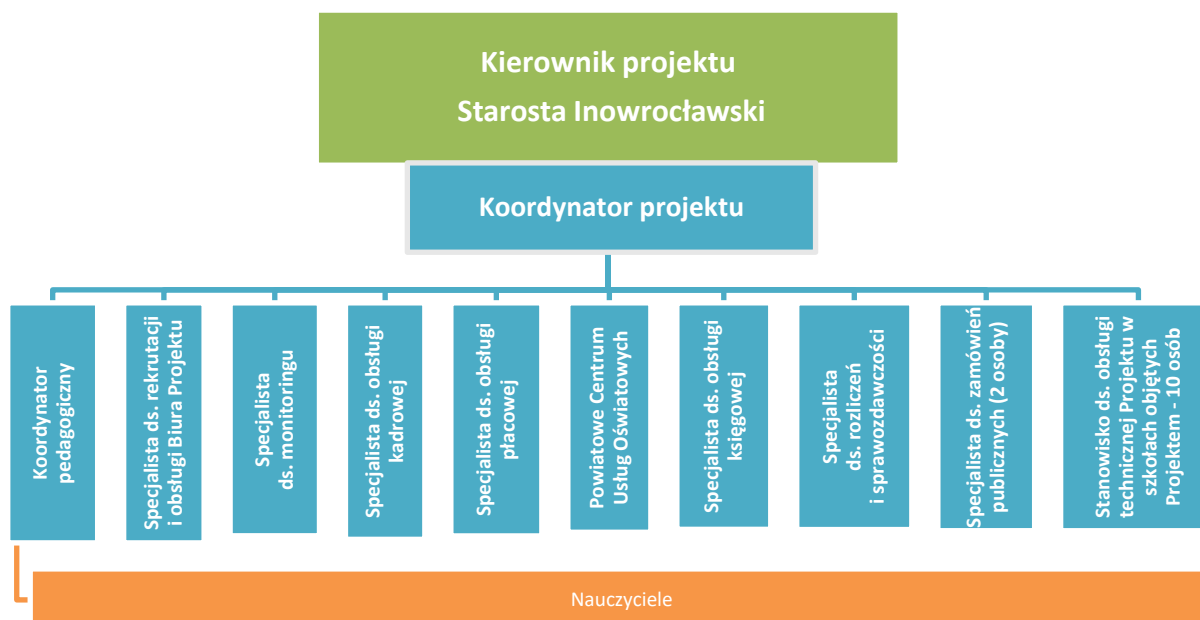 Kierownik projektu
Starosta Inowrocławski
Koordynator projektu
Koordynator
pedagogiczny
Specjalista ds. rekrutacji
i obsługi Biura Projektu
Specjalista
ds. monitoringu
Specjalista ds. obsługi
kadrowej
Specjalista ds. obsługi
płacowej
Powiatowe Centrum
Usług Oświatowych
Specjalista ds. obsługi
księgowej
Specjalista
ds. rozliczeń
i sprawozdawczości
Specjalista ds. zamówień
publicznych (2 osoby)
Stanowisko ds. obsługi
technicznej Projektu w
szkołach objętych
Projektem - 10 osób
Nauczyciele